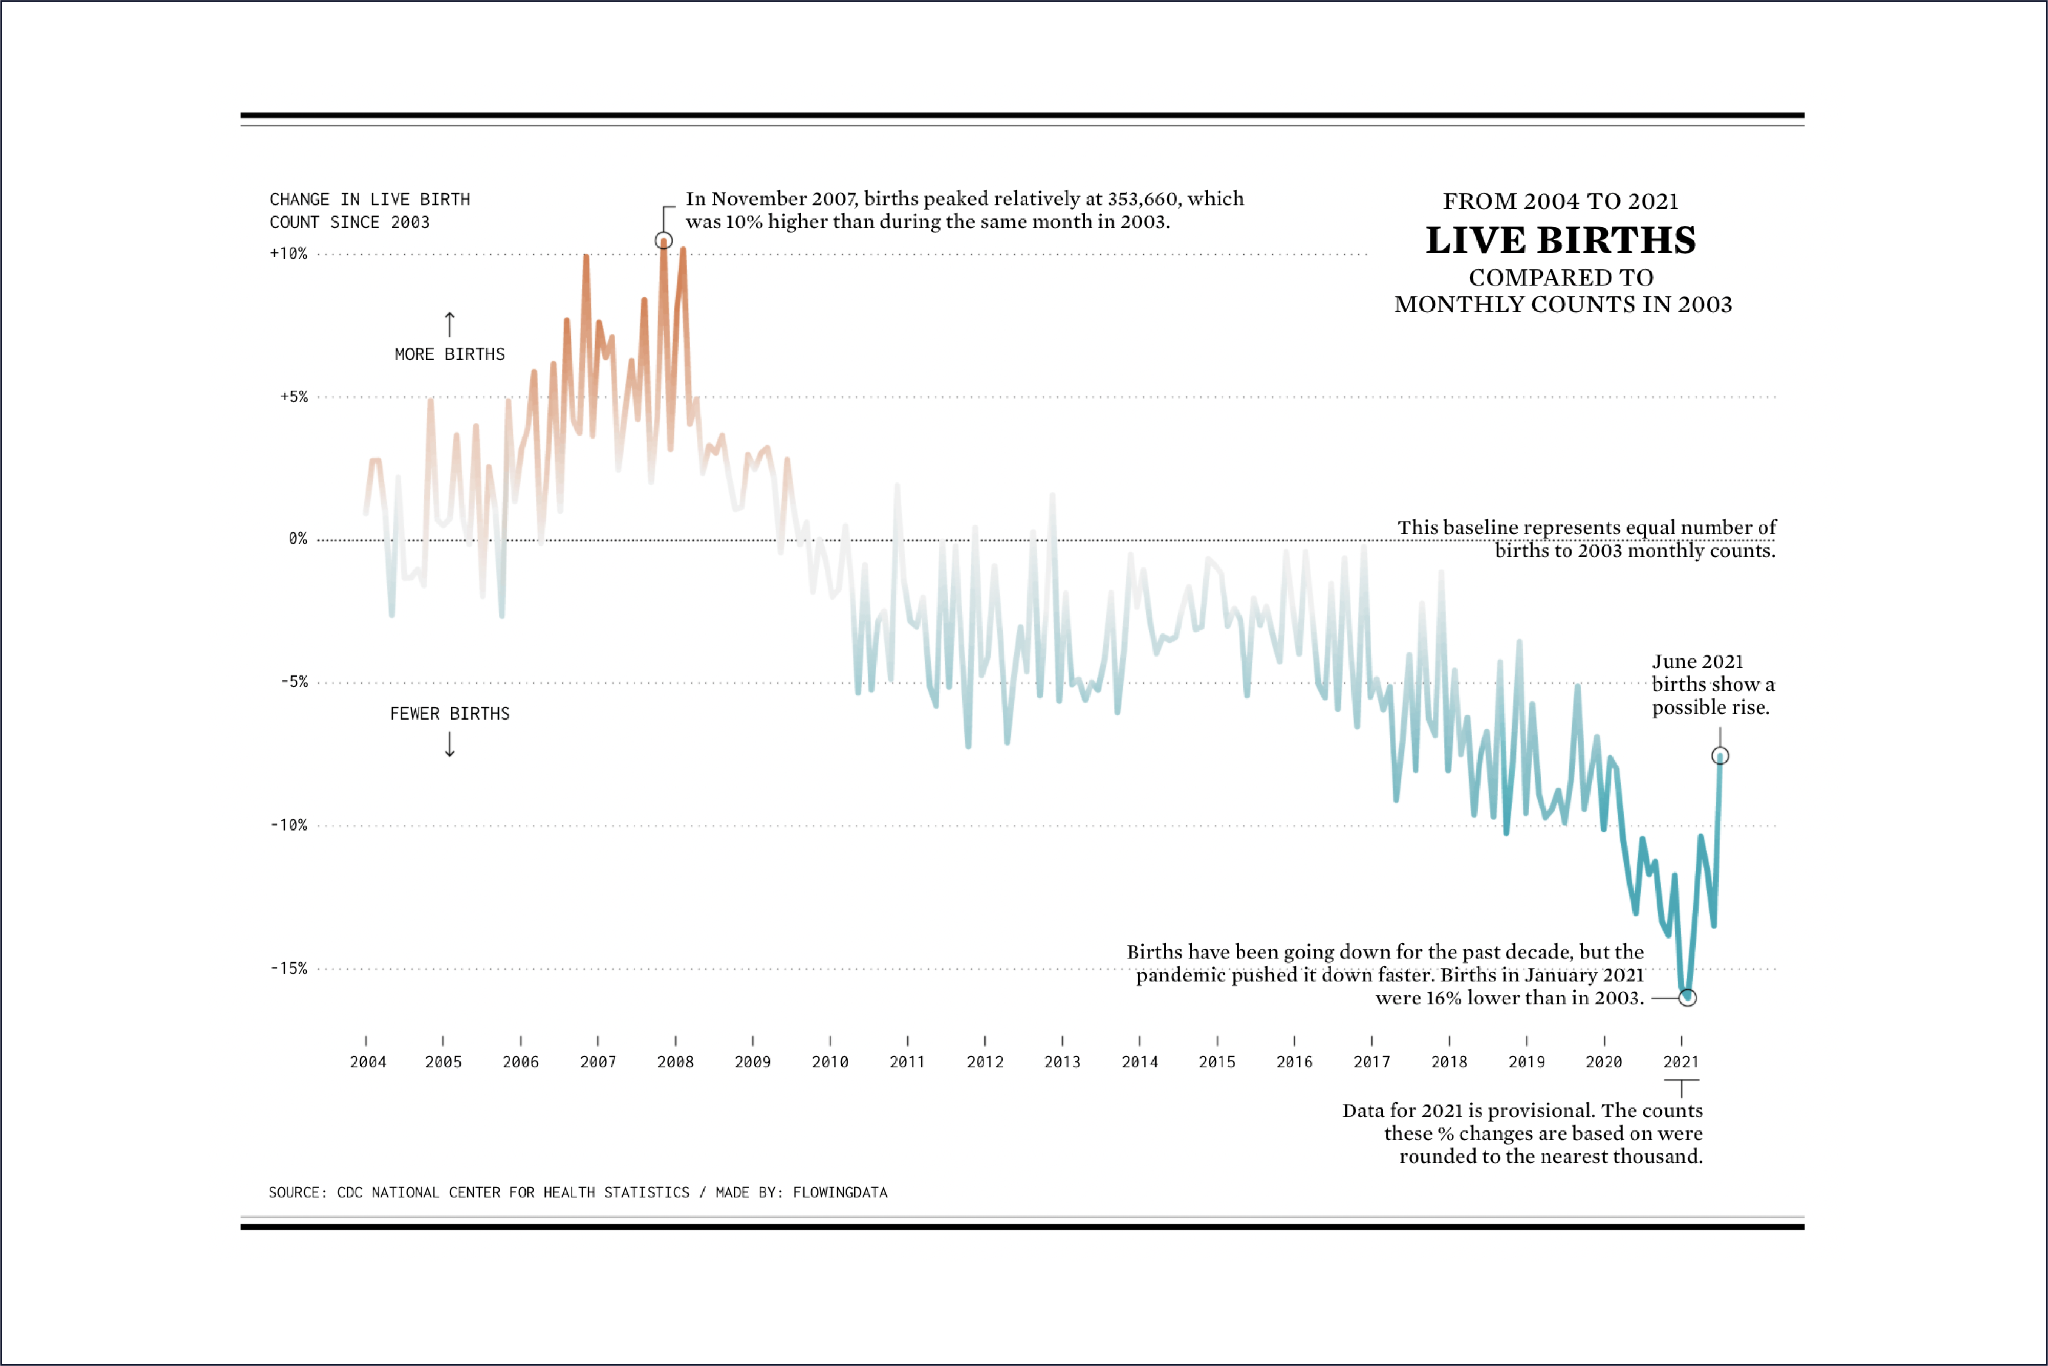 CHANGE IN LIVE BIRTH
COUNT SINCE 2003
In November 2007, births peaked relatively at 353,660, which
was 10% higher than during the same month in 2003.
FROM 2004 TO 2021
LIVE BIRTHS
COMPARED TO
MONTHLY COUNTS IN 2003
+10%
↑
MORE BIRTHS
+5%
0%
This baseline represents equal number of
births to 2003 monthly counts.
-5%
June 2021
births show a
possible rise.
FEWER BIRTHS
↓
-10%
-15%
Births have been going down for the past decade, but the
pandemic pushed it down faster. Births in January 2021
were 16% lower than in 2003.
2004 2005 2006 2007 2008 2009 2010 2011 2012 2013 2014 2015 2016 2017 2018 2019 2020 2021
Data for 2021 is provisional. The counts
these % changes are based on were
rounded to the nearest thousand.
SOURCE: CDC NATIONAL CENTER FOR HEALTH STATISTICS / MADE BY: FLOWINGDATA